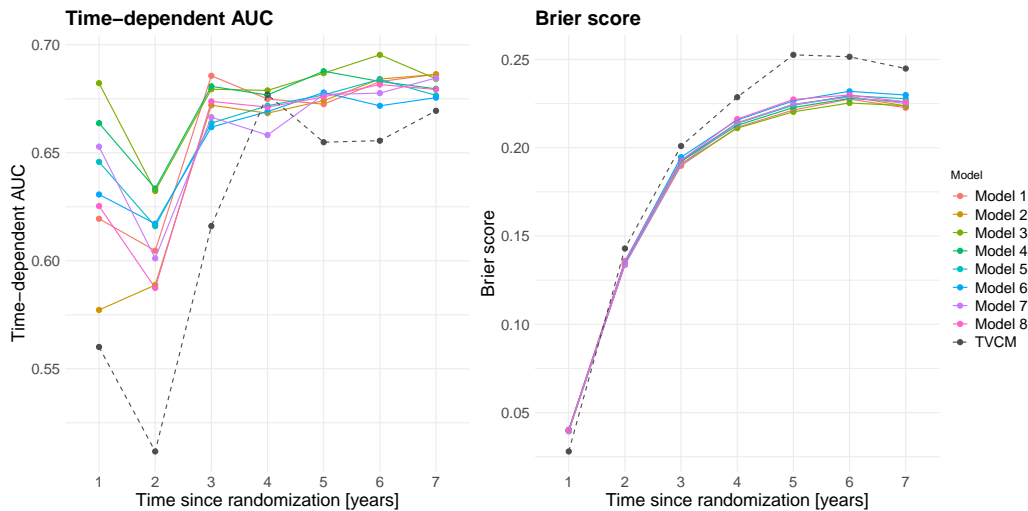 Time−dependent AUC
Time−dependent AUC
0.70
0.65
0.60
0.55
1 2 3 4 5 6 7
Time since randomization [years]
Brier score
Brier score
0.25
0.20
0.15
0.10
0.05
1 2 3 4 5 6 7
Time since randomization [years]
Model
Model 1
Model 2
Model 3
Model 4
Model 5
Model 6
Model 7
Model 8
TVCM